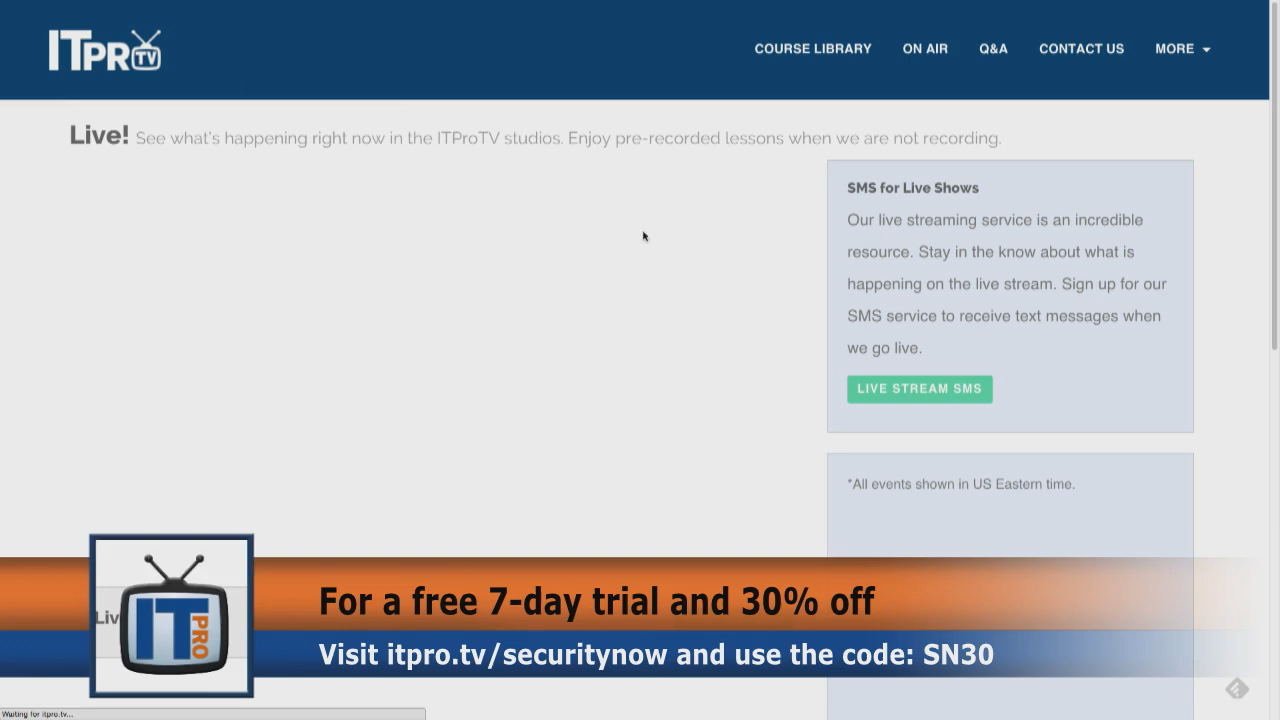 ITPRO TV
COURSE LIBRARY
ON AIR
Q&A
CONTACT US
MORE
Live! See what's happening right now in the ITProTV studios. Enjoy pre-recorded lessons when we are not recording.
SMS for Live Shows
Our live streaming service is an incredible
resource. Stay in the know about what is
happening on the live stream. Sign up for our
SMS service to receive text messages when
we go live.
LIVE STREAM SMS
*All events shown in US Eastern time.
Liv
IT PRO
For a free 7-day trial and 30% off
Visit itpro.tv/securitynow and use the code: SN30
Waiting for itpro.tv...